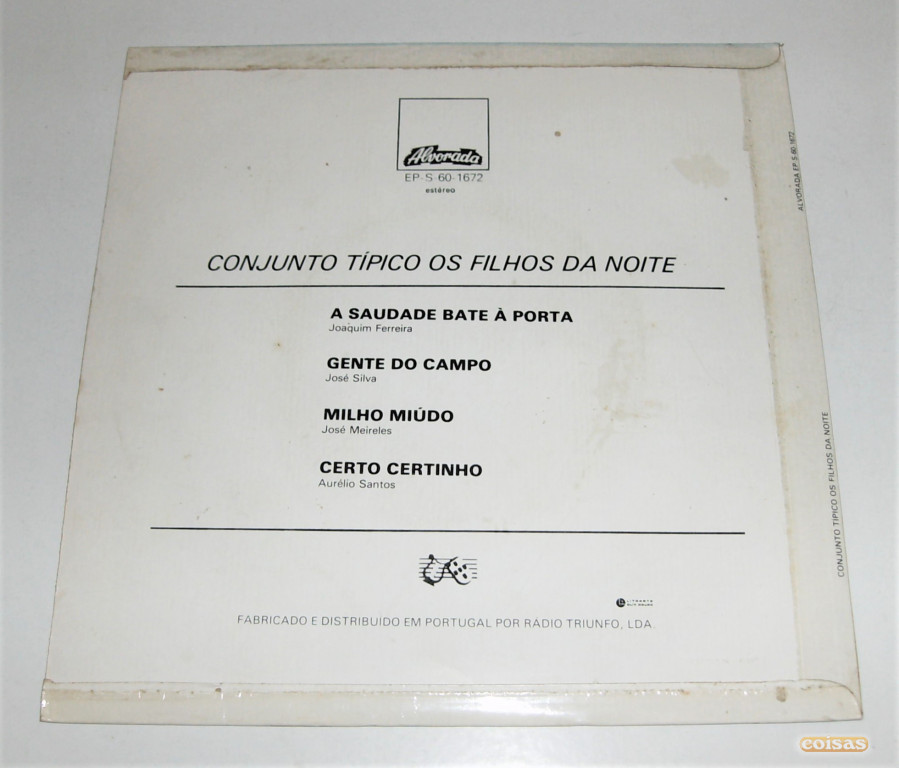 Alvorada
EP-S-60-1672
estéreo
CONJUNTO TÍPICO OS FILHOS DA NOITE
A SAUDADE BATE À PORTA
Joaquim Ferreira
GENTE DO CAMPO
José Silva
MILHO MIÚDO
José Meireles
CERTO CERTINHO
Aurélio Santos
FABRICADO E DISTRIBUIDO EM PORTUGAL POR RÁDIO TRIUNFO, LDA.
ALVORADA EP-S-60-1672
CONJUNTO TIPICO OS FILHOS DA NOITE
coisas